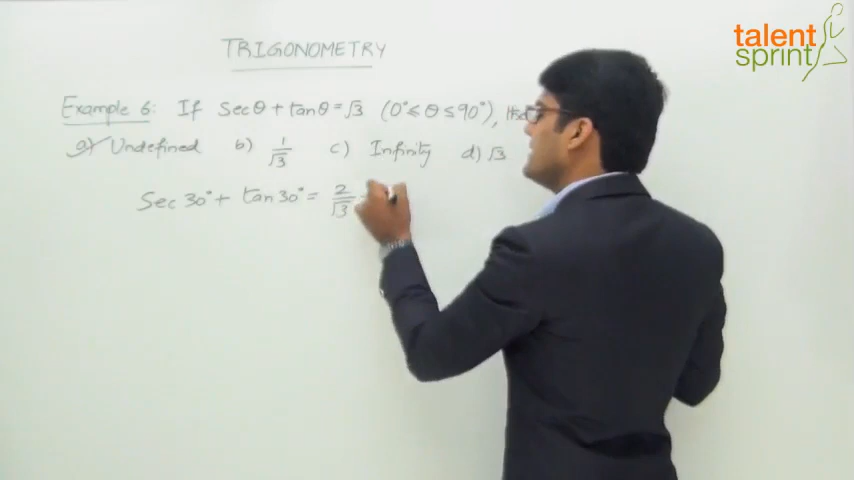 talent
sprint
TRIGONOMETRY
Example 6: If Secθ + tanθ = √3 (0° ≤ θ ≤ 90°),
a) Undefined b) 1/√3 c) Infinity d) √3
Sec 30° + tan 30° = 2/√3